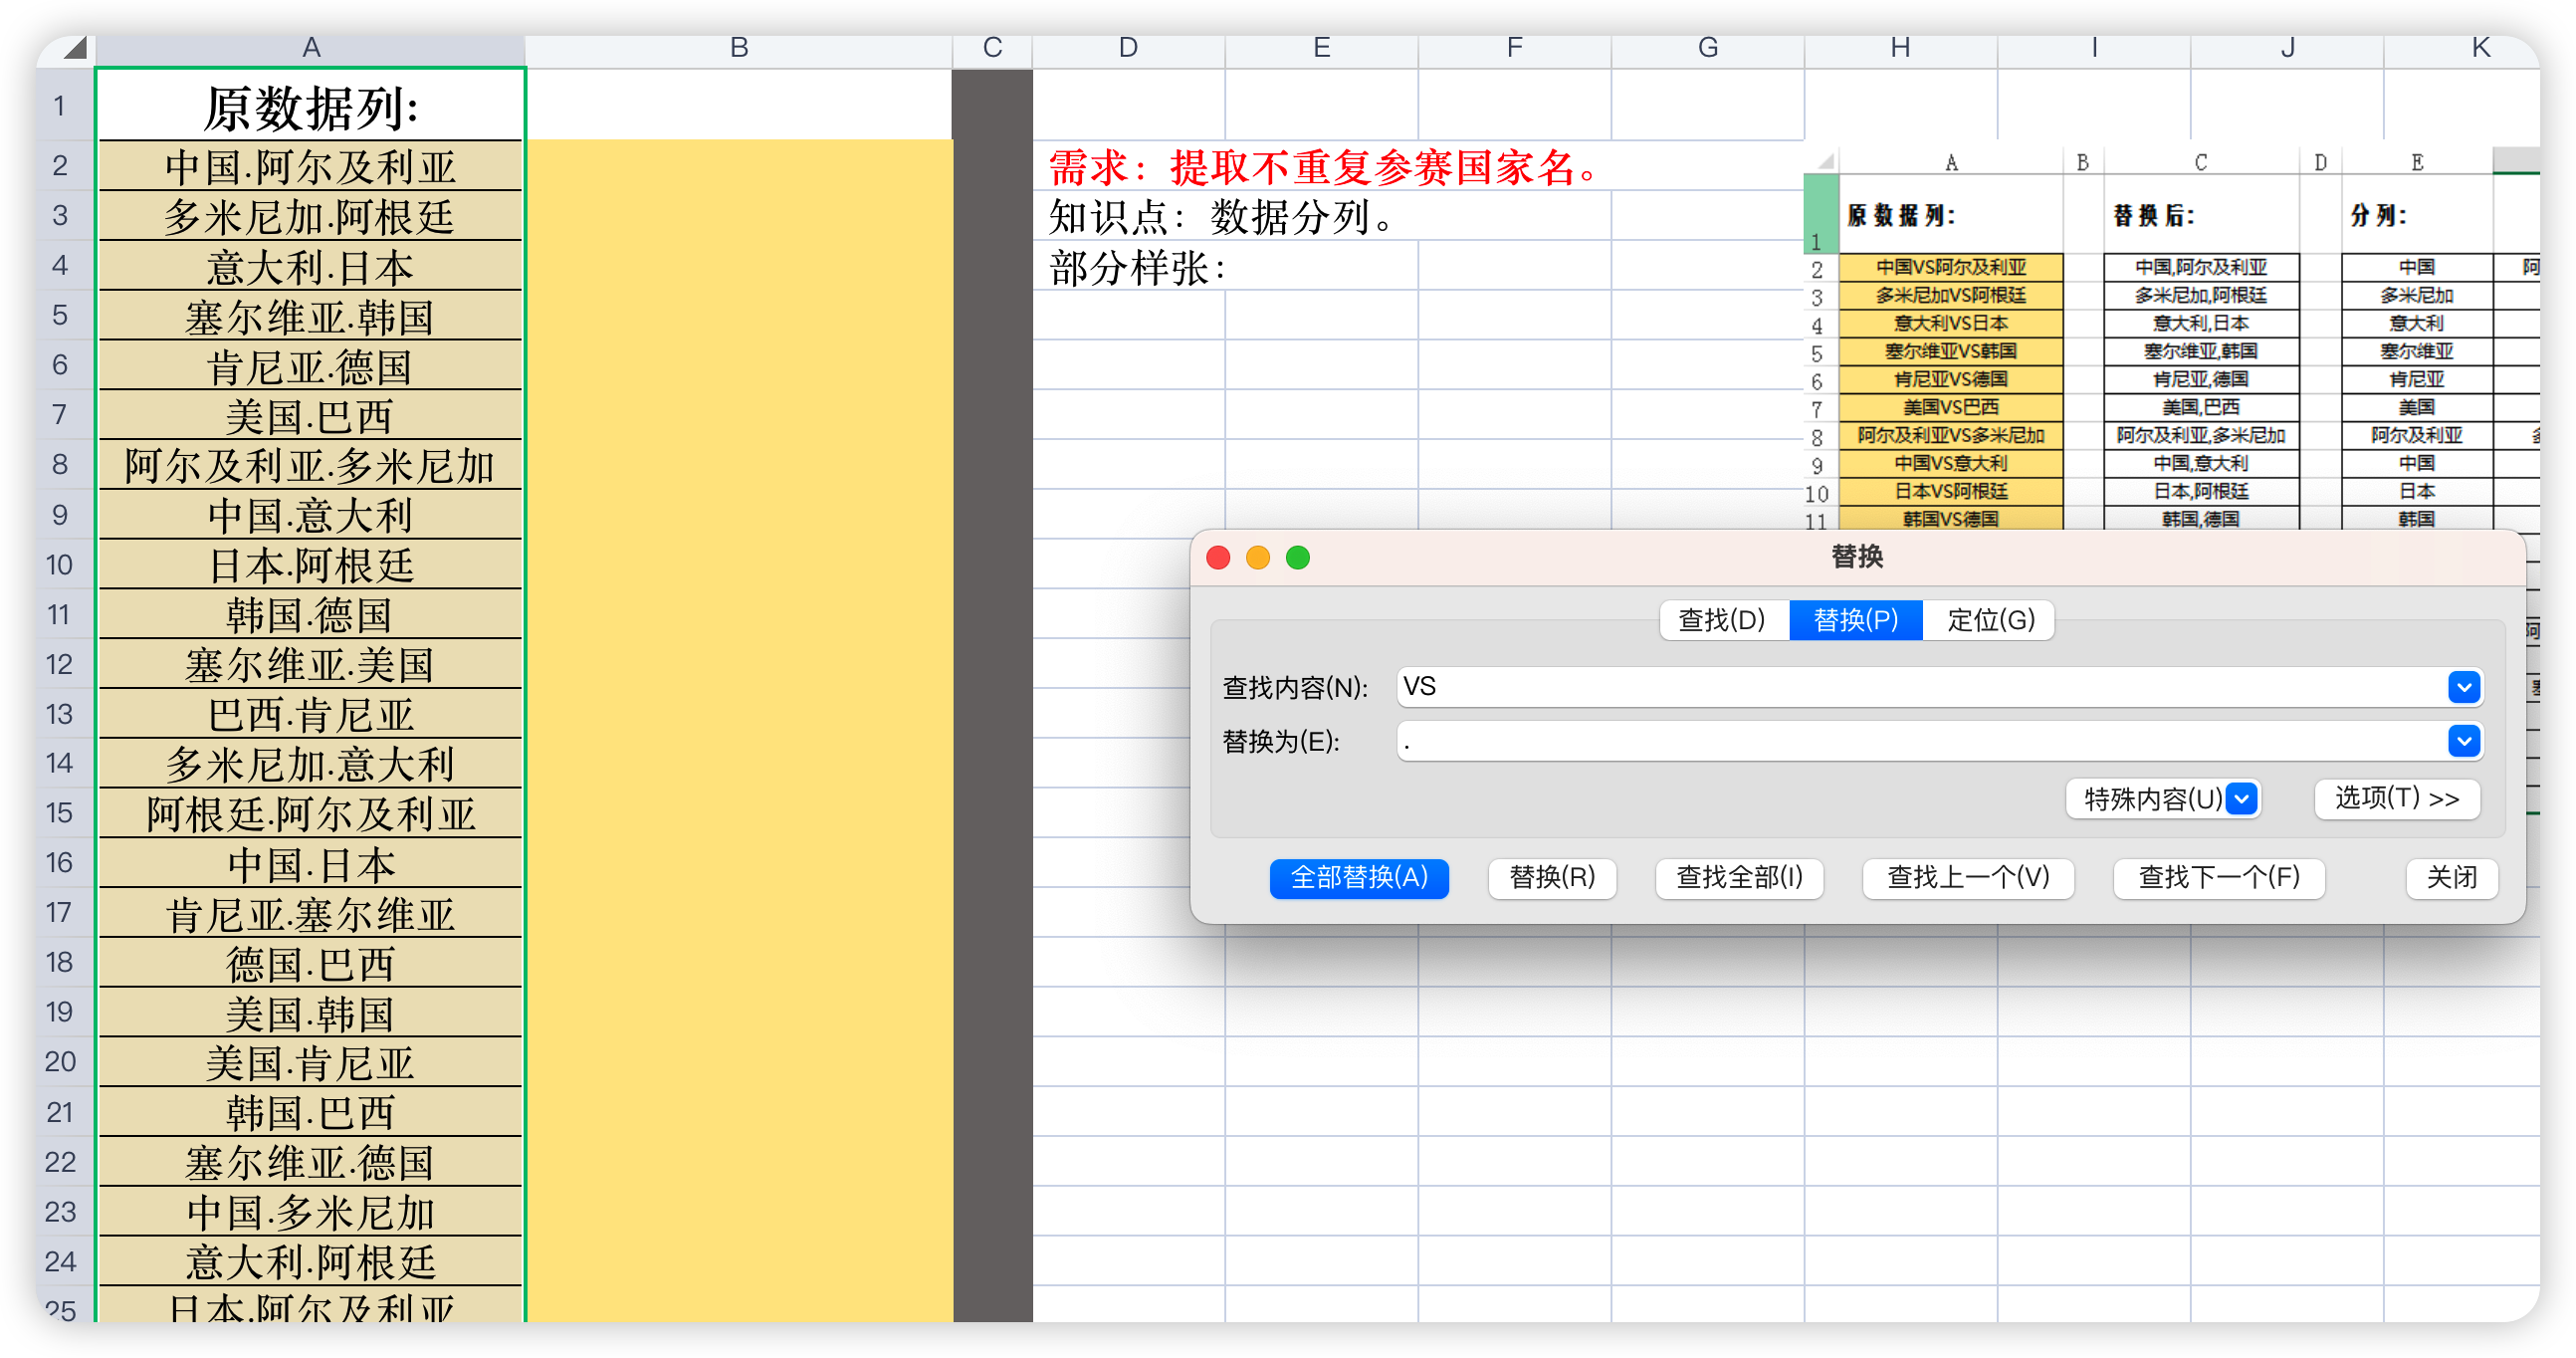 A B C D E F G H I J K
1 原数据列:
2 中国.阿尔及利亚
3 多米尼加.阿根廷
4 意大利.日本
5 塞尔维亚.韩国
6 肯尼亚.德国
7 美国.巴西
8 阿尔及利亚.多米尼加
9 中国.意大利
10 日本.阿根廷
11 韩国.德国
12 塞尔维亚.美国
13 巴西.肯尼亚
14 多米尼加.意大利
15 阿根廷.阿尔及利亚
16 中国.日本
17 肯尼亚.塞尔维亚
18 德国.巴西
19 美国.韩国
20 美国.肯尼亚
21 韩国.巴西
22 塞尔维亚.德国
23 中国.多米尼加
24 意大利.阿根廷
25 日本.阿尔及利亚
需求：提取不重复参赛国家名。
知识点：数据分列。
部分样张：
A B C D E
1 原数据列: 替换后: 分列:
2 中国VS阿尔及利亚 中国,阿尔及利亚 中国 阿
3 多米尼加VS阿根廷 多米尼加,阿根廷 多米尼加
4 意大利VS日本 意大利,日本 意大利
5 塞尔维亚VS韩国 塞尔维亚,韩国 塞尔维亚
6 肯尼亚VS德国 肯尼亚,德国 肯尼亚
7 美国VS巴西 美国,巴西 美国
8 阿尔及利亚VS多米尼加 阿尔及利亚,多米尼加 阿尔及利亚
9 中国VS意大利 中国,意大利 中国
10 日本VS阿根廷 日本,阿根廷 日本
11 韩国VS德国 韩国,德国 韩国
替换
查找(D) 替换(P) 定位(G)
查找内容(N): VS
替换为(E): .
特殊内容(U) 选项(T) >>
全部替换(A) 替换(R) 查找全部(I) 查找上一个(V) 查找下一个(F) 关闭